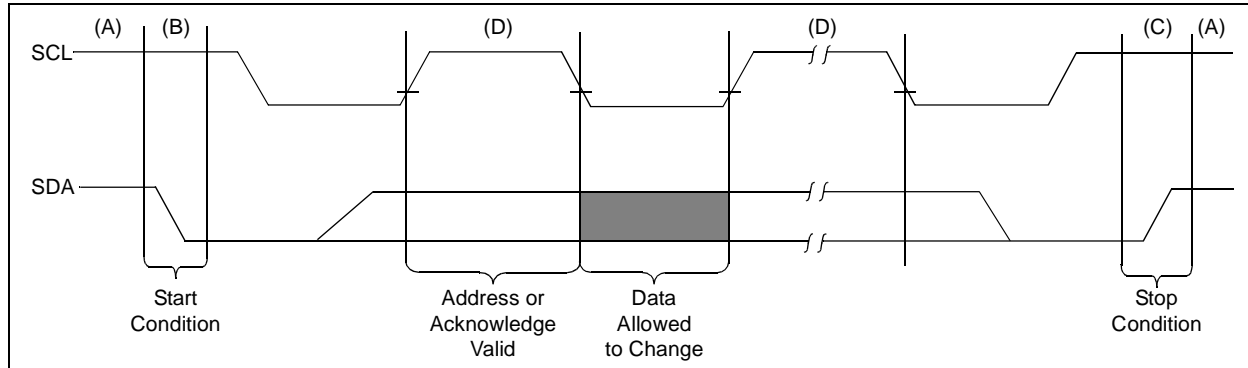 (A)
(B)
(D)
(D)
(C)
(A)
SCL
SDA
Start
Condition
Address or
Acknowledge
Valid
Data
Allowed
to Change
Stop
Condition